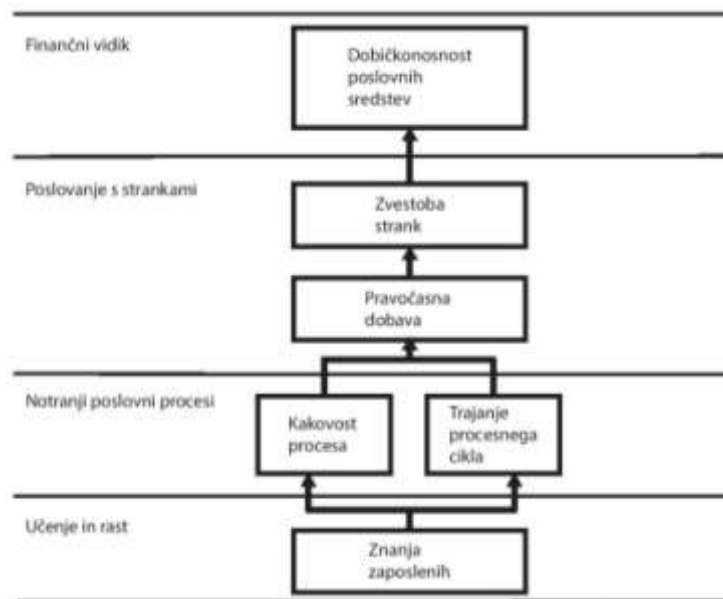 Finančni vidik
Dobičkonosnost
poslovnih
sredstev
Poslovanje s strankami
Zvestoba
strank
Pravočasna
dobava
Notranji poslovni procesi
Kakovost
procesa
Trajanje
procesnega
cikla
Učenje in rast
Znanja
zaposlenih